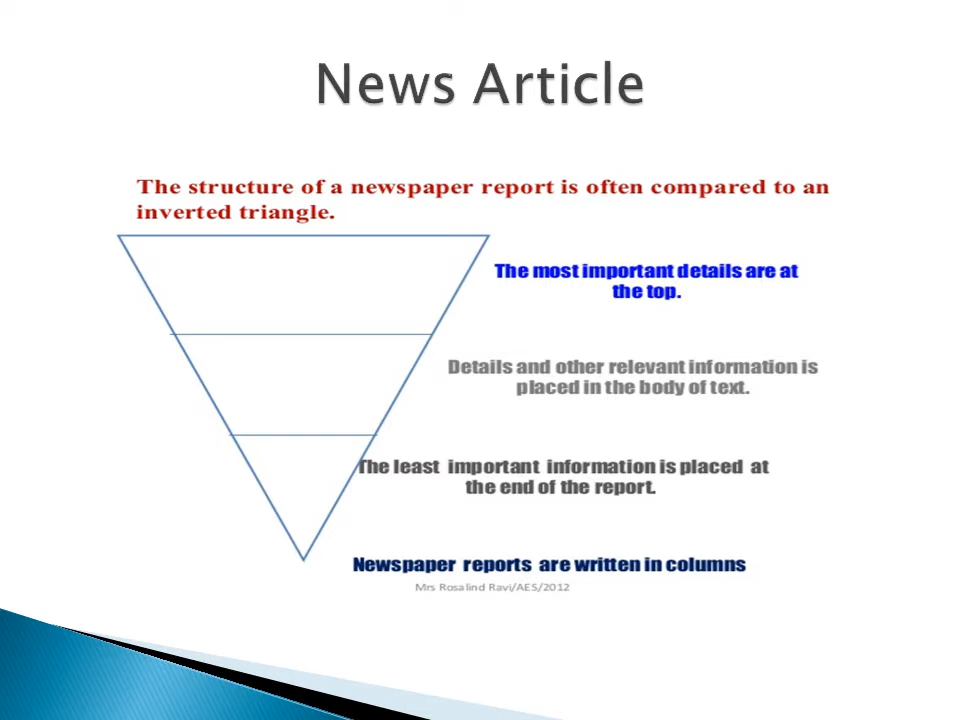 News Article
The structure of a newspaper report is often compared to an
inverted triangle.
The most important details are at
the top.
Details and other relevant information is
placed in the body of text.
The least important information is placed at
the end of the report.
Newspaper reports are written in columns
Mrs Rosalind Ravi/AES/2012